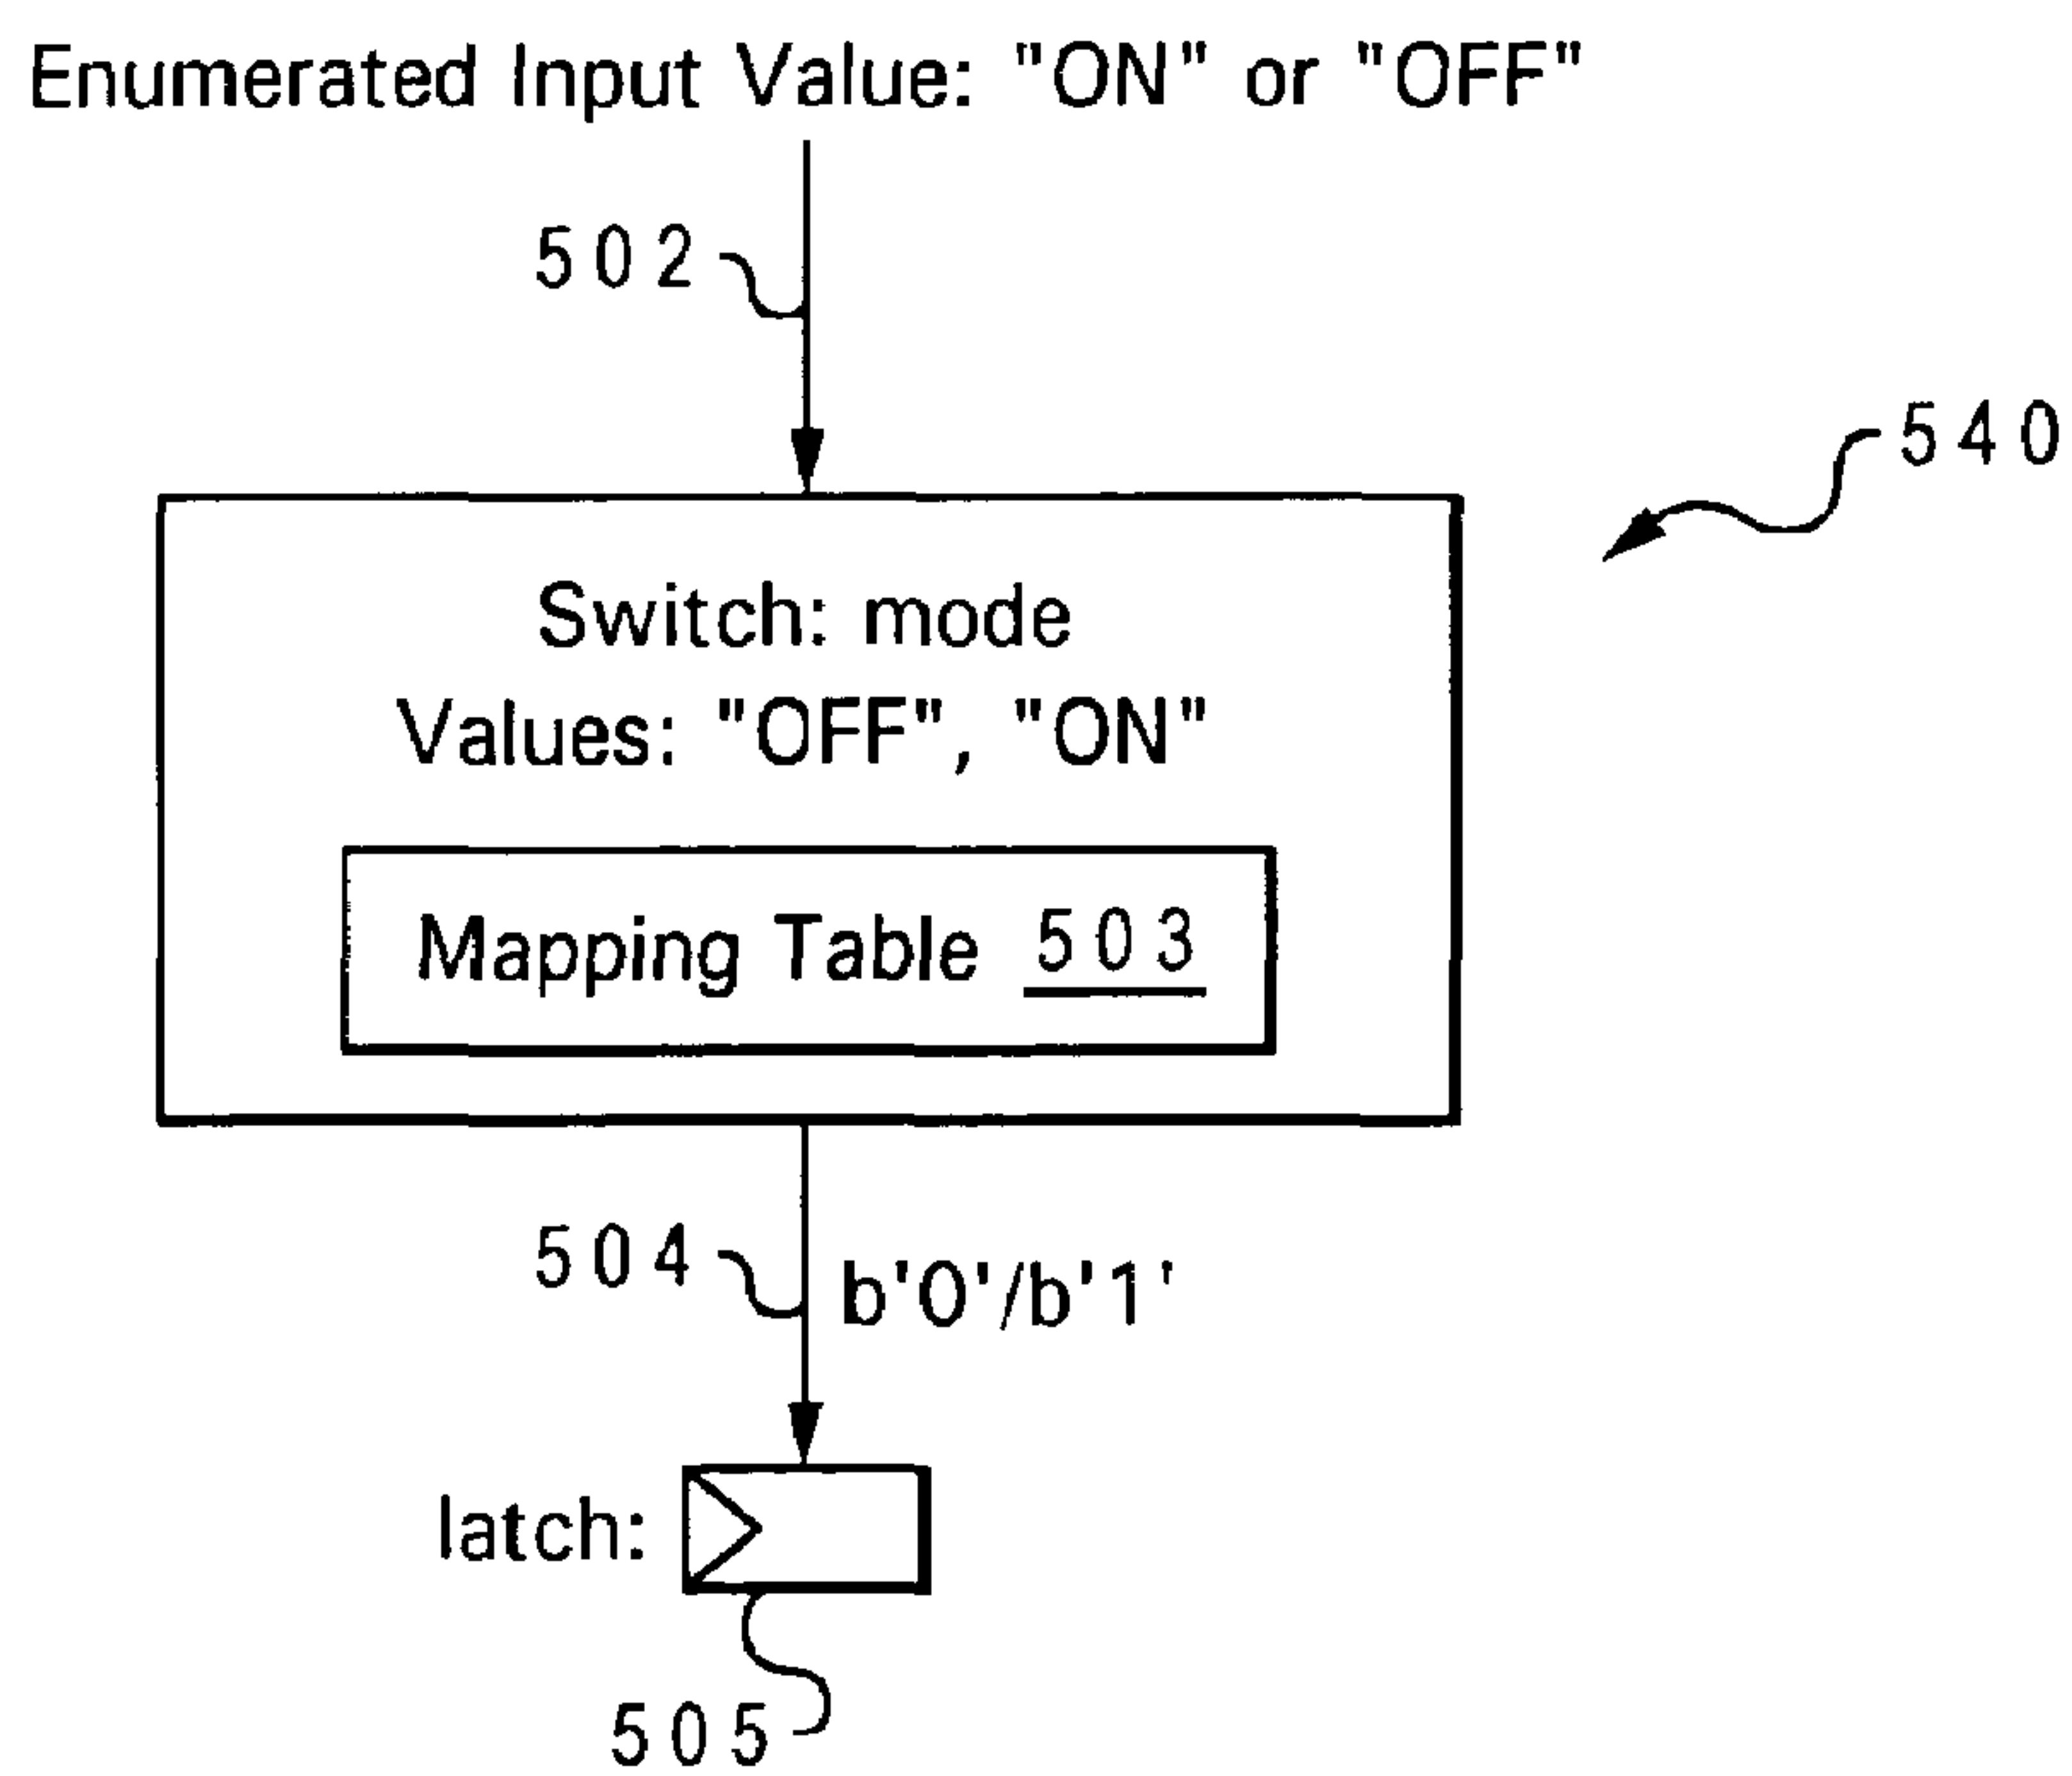 Enumerated Input Value: "ON" or "OFF"
502
540
Switch: mode
Values: "OFF", "ON"
Mapping Table 503
504
b'0'/b'1'
latch:
505